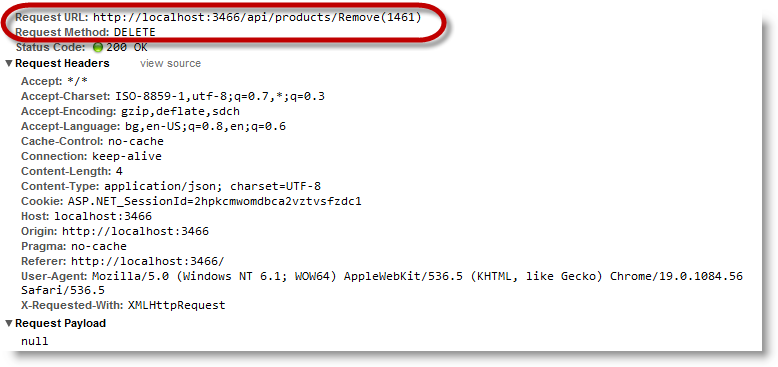 Request URL: http://localhost:3466/api/products/Remove(1461)
Request Method: DELETE
Status Code: 200 OK
Request Headers view source
Accept: */*
Accept-Charset: ISO-8859-1,utf-8;q=0.7,*;q=0.3
Accept-Encoding: gzip,deflate,sdch
Accept-Language: bg,en-US;q=0.8,en;q=0.6
Cache-Control: no-cache
Connection: keep-alive
Content-Length: 4
Content-Type: application/json; charset=UTF-8
Cookie: ASP.NET_SessionId=2hpkcmwomdbca2vztvsfzdc1
Host: localhost:3466
Origin: http://localhost:3466
Pragma: no-cache
Referer: http://localhost:3466/
User-Agent: Mozilla/5.0 (Windows NT 6.1; WOW64) AppleWebKit/536.5 (KHTML, like Gecko) Chrome/19.0.1084.56
Safari/536.5
X-Requested-With: XMLHttpRequest
Request Payload
null